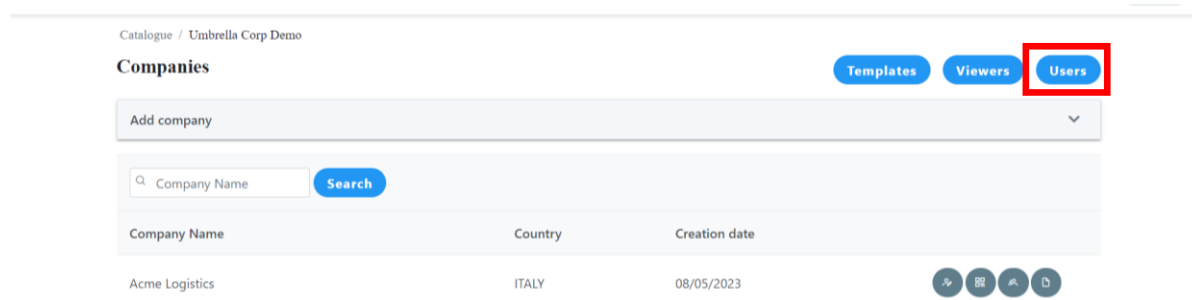 Catalogue / Umbrella Corp Demo
Companies
Templates Viewers Users
Add company
Company Name Search
Company Name Country Creation date
Acme Logistics ITALY 08/05/2023